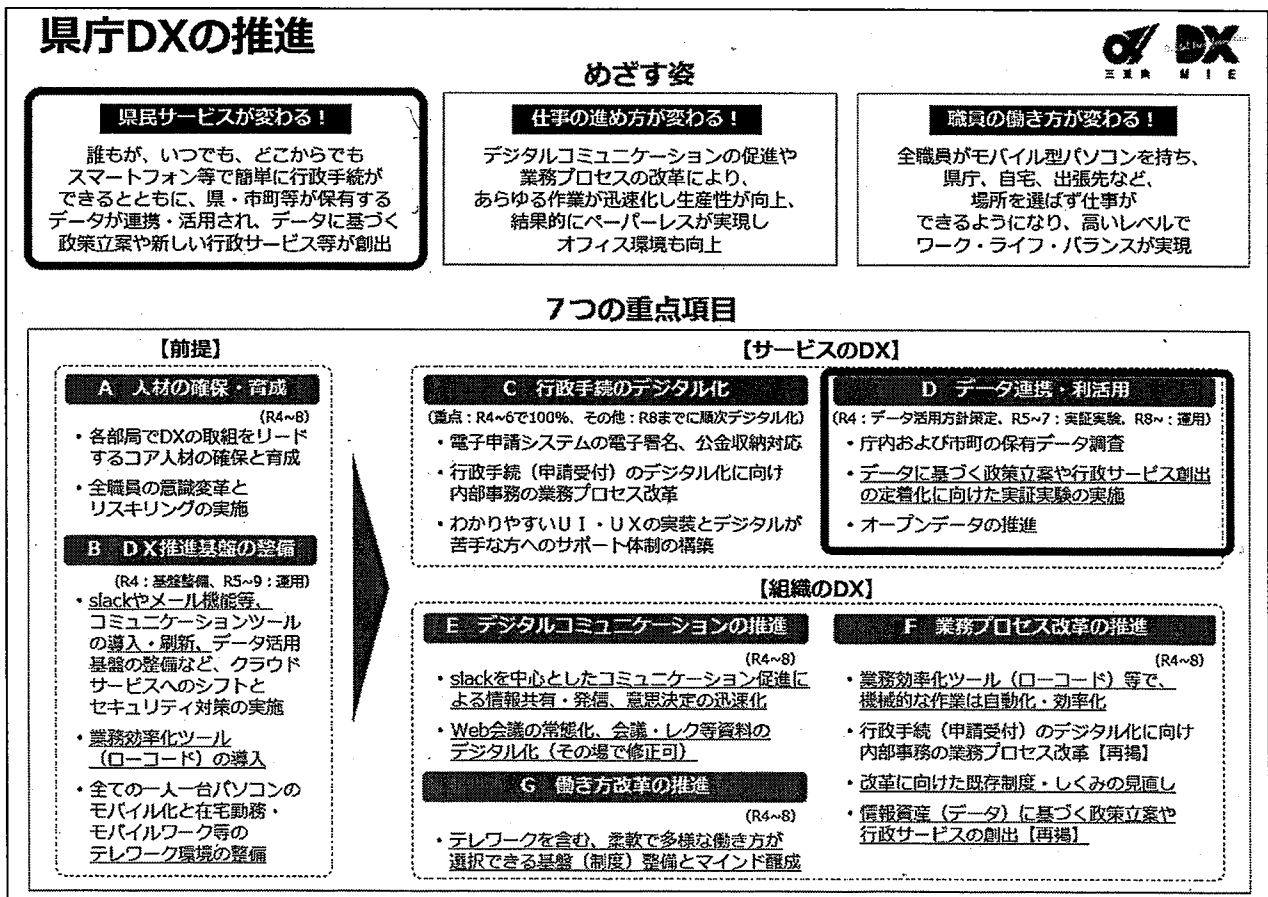 県庁DXの推進
三重県
DX
MIE
めざす姿
県民サービスが変わる！
誰もが、いつでも、どこからでも
スマートフォン等で簡単に行政手続が
できるとともに、県・市町等が保有する
データが連携・活用され、データに基づく
政策立案や新しい行政サービス等が創出
仕事の進め方が変わる！
デジタルコミュニケーションの促進や
業務プロセスの改革により、
あらゆる作業が迅速化し生産性が向上、
結果的にペーパーレスが実現し
オフィス環境も向上
職員の働き方が変わる！
全職員がモバイル型パソコンを持ち、
県庁、自宅、出張先など、
場所を選ばず仕事が
できるようになり、高いレベルで
ワーク・ライフ・バランスが実現
７つの重点項目
【前提】
A 人材の確保・育成
(R4~8)
・各部局でDXの取組をリード
するコア人材の確保と育成
・全職員の意識変革と
リスキリングの実施
B DX推進基盤の整備
(R4：基盤整備、R5~9：運用)
・slackやメール機能等、
コミュニケーションツール
の導入・刷新、データ活用
基盤の整備など、クラウド
サービスへのシフトと
セキュリティ対策の実施
・業務効率化ツール
（ローコード）の導入
・全ての一人一台パソコンの
モバイル化と在宅勤務・
モバイルワーク等の
テレワーク環境の整備
【サービスのDX】
C 行政手続のデジタル化
(重点：R4~6で100%、その他：R8までに順次デジタル化)
・電子申請システムの電子署名、公金収納対応
・行政手続（申請受付）のデジタル化に向け
内部事務の業務プロセス改革
・わかりやすいＵＩ・ＵＸの実装とデジタルが
苦手な方へのサポート体制の構築
D データ連携・利活用
(R4：データ活用方針策定、R5~7：実証実験、R8~：運用)
・庁内および市町の保有データ調査
・データに基づく政策立案や行政サービス創出
の定着化に向けた実証実験の実施
・オープンデータの推進
【組織のDX】
E デジタルコミュニケーションの推進
(R4~8)
・slackを中心としたコミュニケーション促進に
よる情報共有・発信、意思決定の迅速化
・Web会議の常態化、会議・レク等資料の
デジタル化（その場で修正可）
G 働き方改革の推進
(R4~8)
・テレワークを含む、柔軟で多様な働き方が
選択できる基盤（制度）整備とマインド醸成
F 業務プロセス改革の推進
(R4~8)
・業務効率化ツール（ローコード）等で、
機械的な作業は自動化・効率化
・行政手続（申請受付）のデジタル化に向け
内部事務の業務プロセス改革【再掲】
・改革に向けた既存制度・しくみの見直し
・情報資産（データ）に基づく政策立案や
行政サービスの創出【再掲】